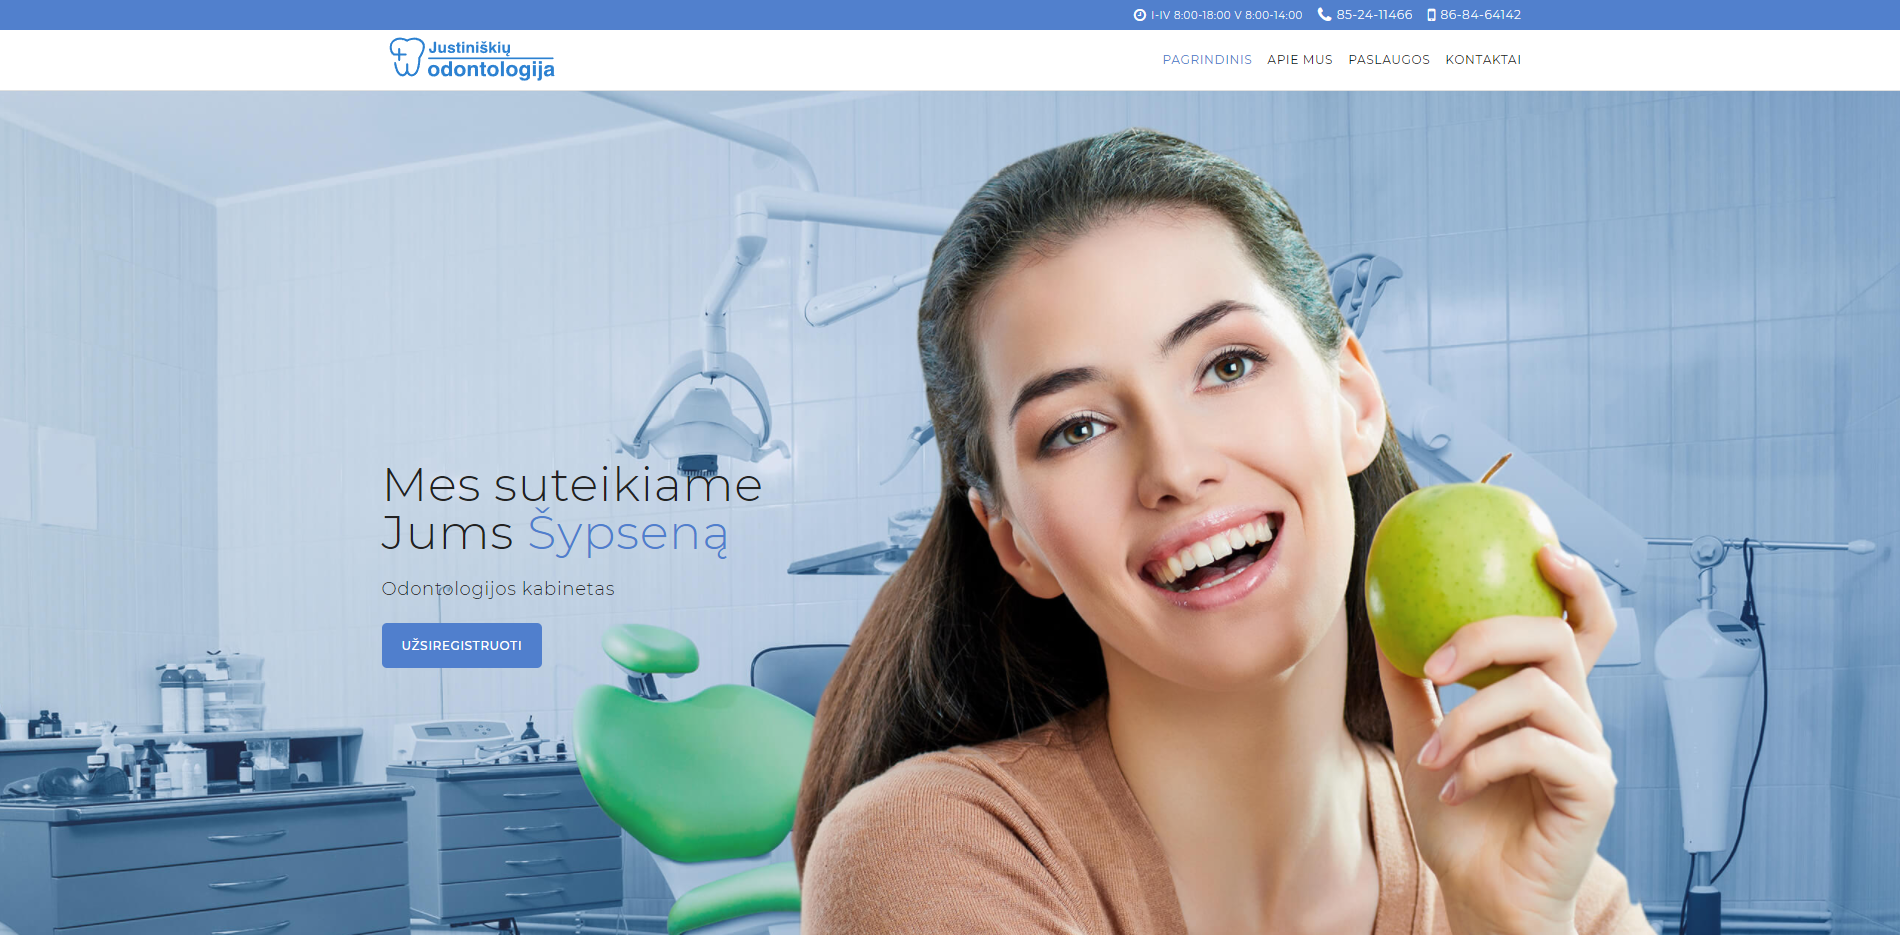 I-IV 8:00-18:00 V 8:00-14:00 85-24-11466 86-84-64142
Justiniškių
odontologija
PAGRINDINIS APIE MUS PASLAUGOS KONTAKTAI
Mes suteikiame
Jums Šypseną
Odontologijos kabinetas
UŽSIREGISTRUOTI